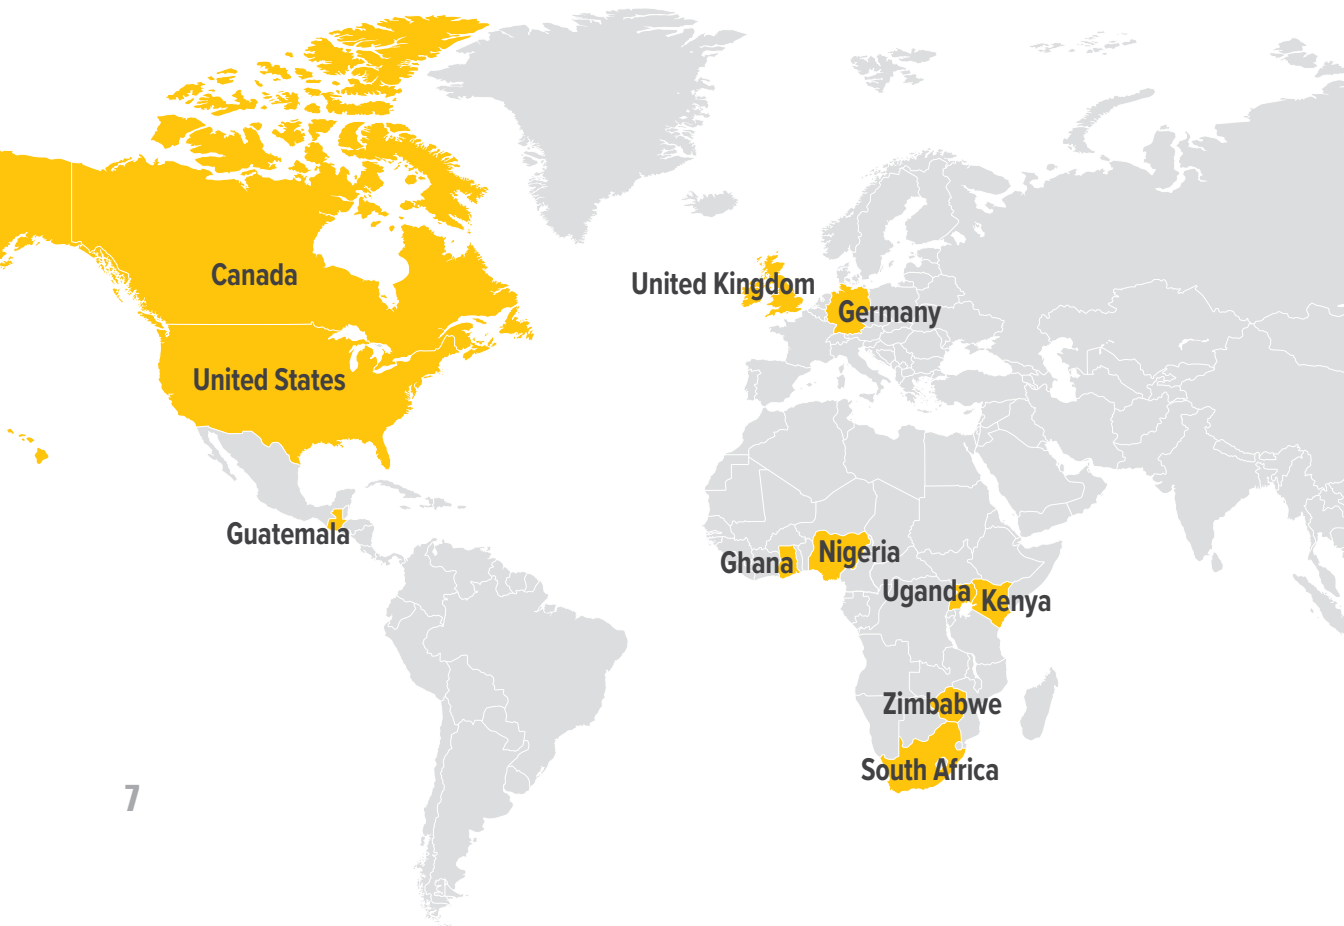 Canada
United Kingdom
Germany
United States
Guatemala
Ghana
Nigeria
Uganda
Kenya
Zimbabwe
South Africa
7